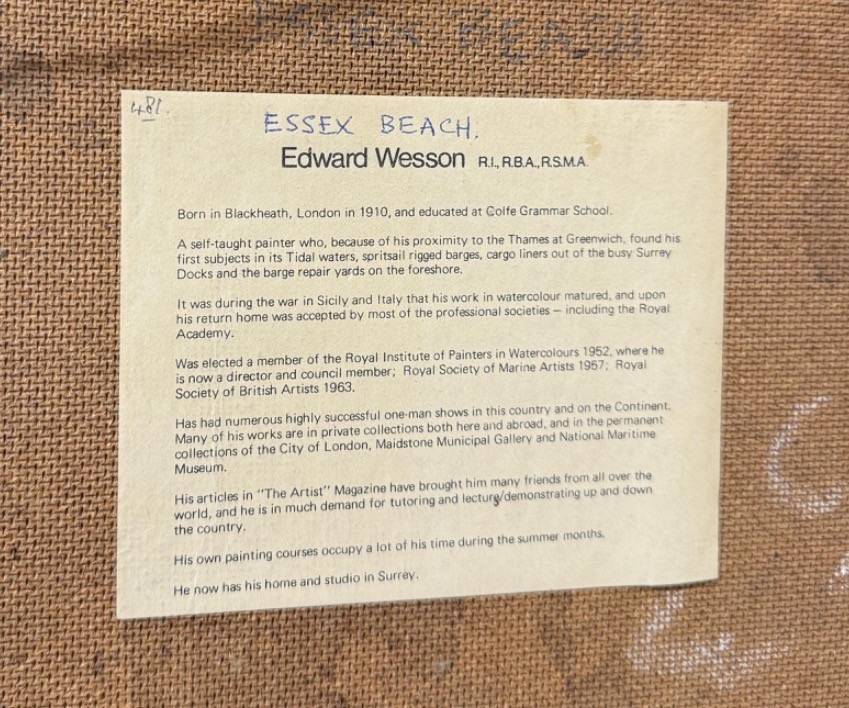 ESSEX BEACH
481.
ESSEX BEACH.
Edward Wesson R.I., R.B.A., R.S.M.A.
Born in Blackheath, London in 1910, and educated at Colfe Grammar School.
A self-taught painter who, because of his proximity to the Thames at Greenwich, found his
first subjects in its Tidal waters, spritsail rigged barges, cargo liners out of the busy Surrey
Docks and the barge repair yards on the foreshore.
It was during the war in Sicily and Italy that his work in watercolour matured, and upon
his return home was accepted by most of the professional societies — including the Royal
Academy.
Was elected a member of the Royal Institute of Painters in Watercolours 1952, where he
is now a director and council member; Royal Society of Marine Artists 1957; Royal
Society of British Artists 1963.
Has had numerous highly successful one-man shows in this country and on the Continent.
Many of his works are in private collections both here and abroad, and in the permanent
collections of the City of London, Maidstone Municipal Gallery and National Maritime
Museum.
His articles in "The Artist" Magazine have brought him many friends from all over the
world, and he is in much demand for tutoring and lecture/demonstrating up and down
the country.
His own painting courses occupy a lot of his time during the summer months.
He now has his home and studio in Surrey.